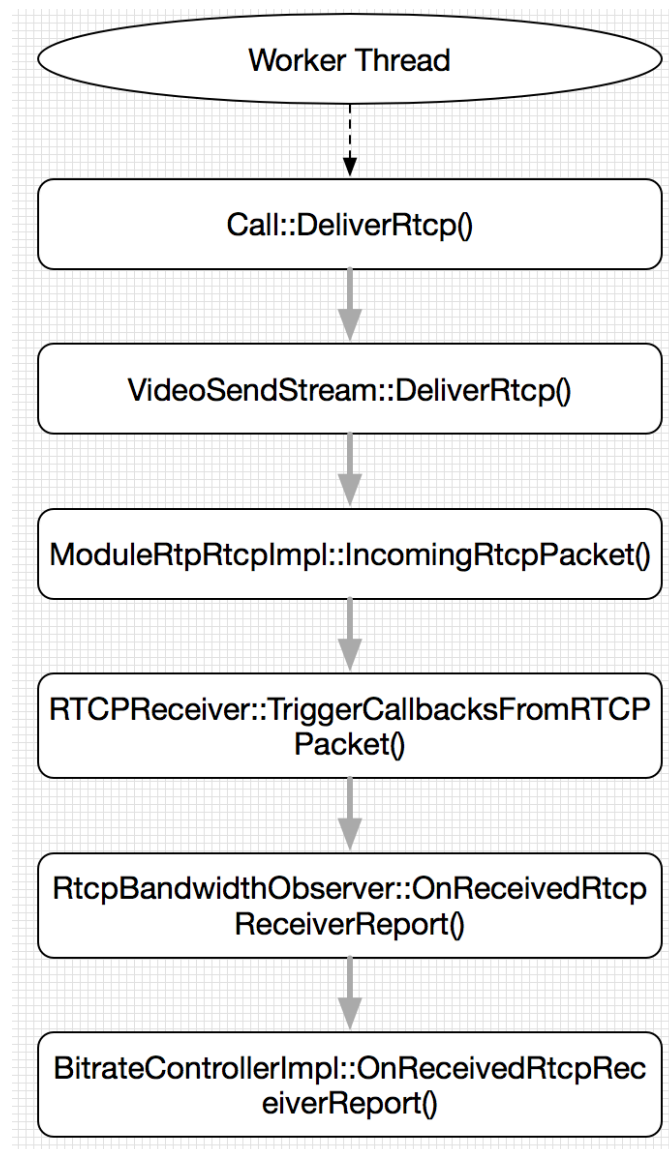 Worker Thread
Call::DeliverRtcp()
VideoSendStream::DeliverRtcp()
ModuleRtpRtcpImpl::IncomingRtcpPacket()
RTCPReceiver::TriggerCallbacksFromRTCP
Packet()
RtcpBandwidthObserver::OnReceivedRtcp
ReceiverReport()
BitrateControllerImpl::OnReceivedRtcpRec
eiverReport()